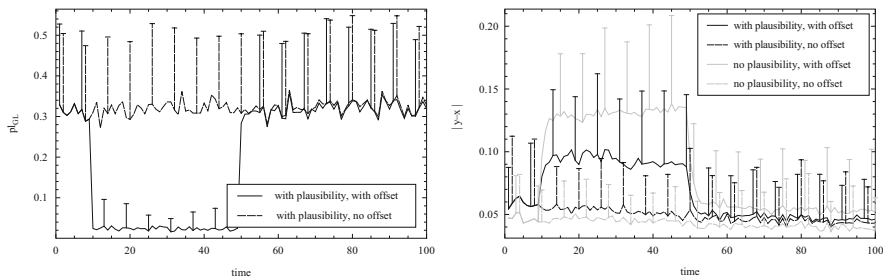 0.5
0.4
0.3
0.2
0.1
0 20 40 60 80 100
time
pl_GL
with plausibility, with offset
with plausibility, no offset
0.20
0.15
0.10
0.05
0 20 40 60 80 100
time
| y-x |
with plausibility, with offset
with plausibility, no offset
no plausibility, with offset
no plausibility, no offset